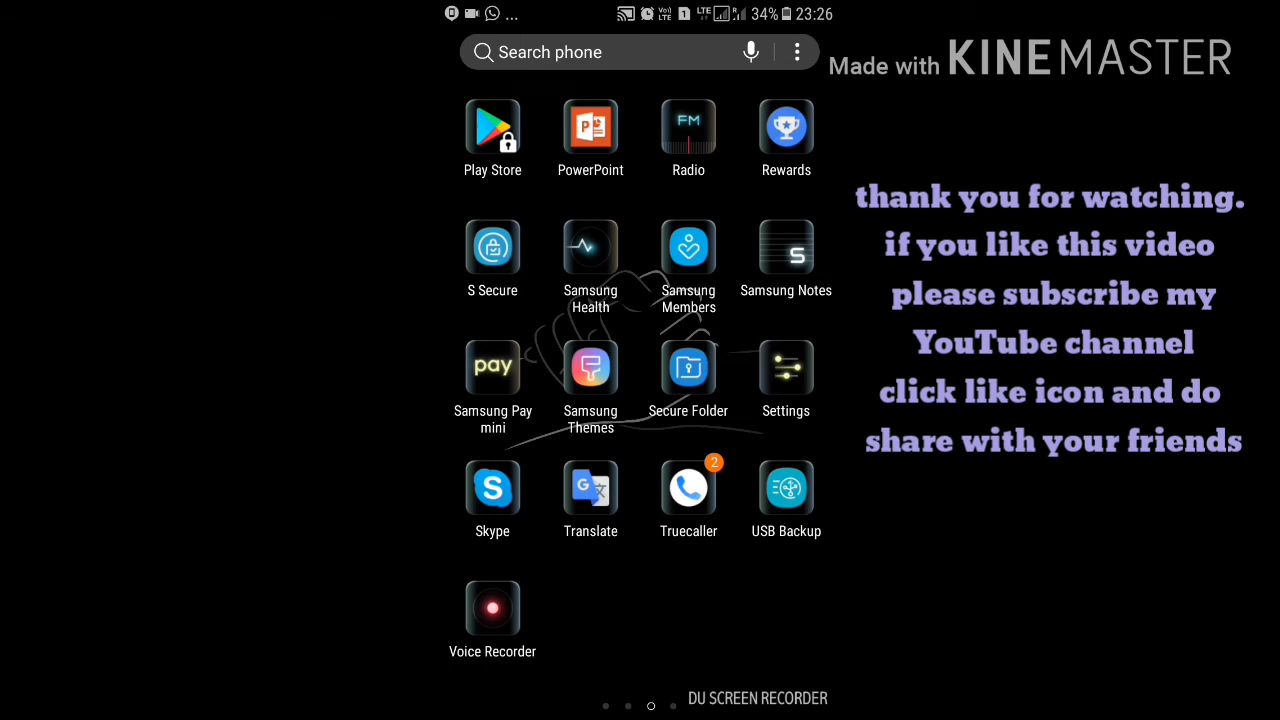 ... LTE 34% 23:26
Search phone
Made with KINEMASTER
Play Store PowerPoint FM Radio Rewards
S Secure Samsung Health Samsung Members S Samsung Notes
pay Samsung Pay mini Samsung Themes Secure Folder Settings
S Skype G Translate 2 Truecaller USB Backup
Voice Recorder
thank you for watching.
if you like this video
please subscribe my
YouTube channel
click like icon and do
share with your friends
DU SCREEN RECORDER